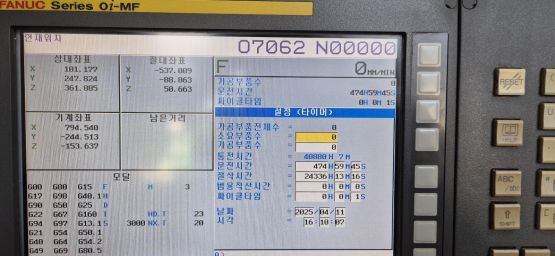 FANUC Series 0i-MF
현재위치 O7062 N00000
상대좌표 절대좌표
X 101.177 X -537.009
Y 247.824 Y -88.863
Z 361.885 Z 50.663
기계좌표 남은거리
X 794.540
Y -244.513
Z -153.637
모달
G00 G80 G15 F M 3
G17 G98 G40.1 H
G90 G50 G25 D
G22 G67 G160 T HD.T 23
G94 G97 G13.1 S 3000 NX.T 20
G21 G54 G50.1
G40 G64 G54.2
G49 G69 G80.5
F 0 MM/MIN
가공부품수 0
운전시간 474H59M45S
싸이클타임 0H 0M 1S
설정 (타이머)
가공부품전체수 = 0
소요부품수 = 0
가공부품수 = 0
통전시간 = 40880H 7M
운전시간 = 474H59M45S
절삭시간 = 24336H13M16S
범용적산시간 = 0H 0M 0S
싸이클타임 = 0H 0M 1S
날짜 = 2025/04/11
시각 = 16:10:07
RESET
ABC
SHIFT